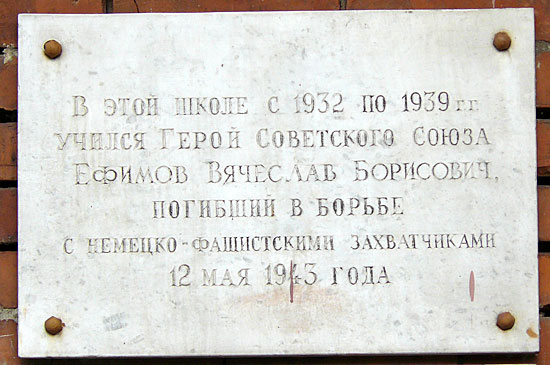 В этой школе с 1932 по 1939 г.г.
учился Герой Советского Союза
Ефимов Вячеслав Борисович,
погибший в борьбе
с немецко-фашистскими захватчиками
12 мая 1943 года